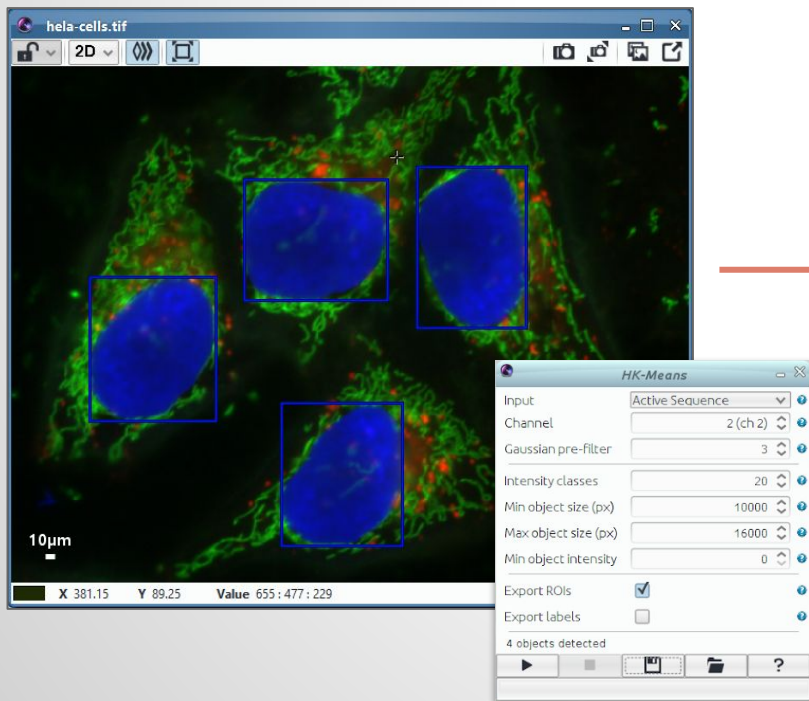 hela-cells.tif
2D
10µm
X 381.15 Y 89.25 Value 655 : 477 : 229
HK-Means
Input Active Sequence
Channel 2 (ch 2)
Gaussian pre-filter 3
Intensity classes 20
Min object size (px) 10000
Max object size (px) 16000
Min object intensity 0
Export ROIs
Export labels
4 objects detected
?